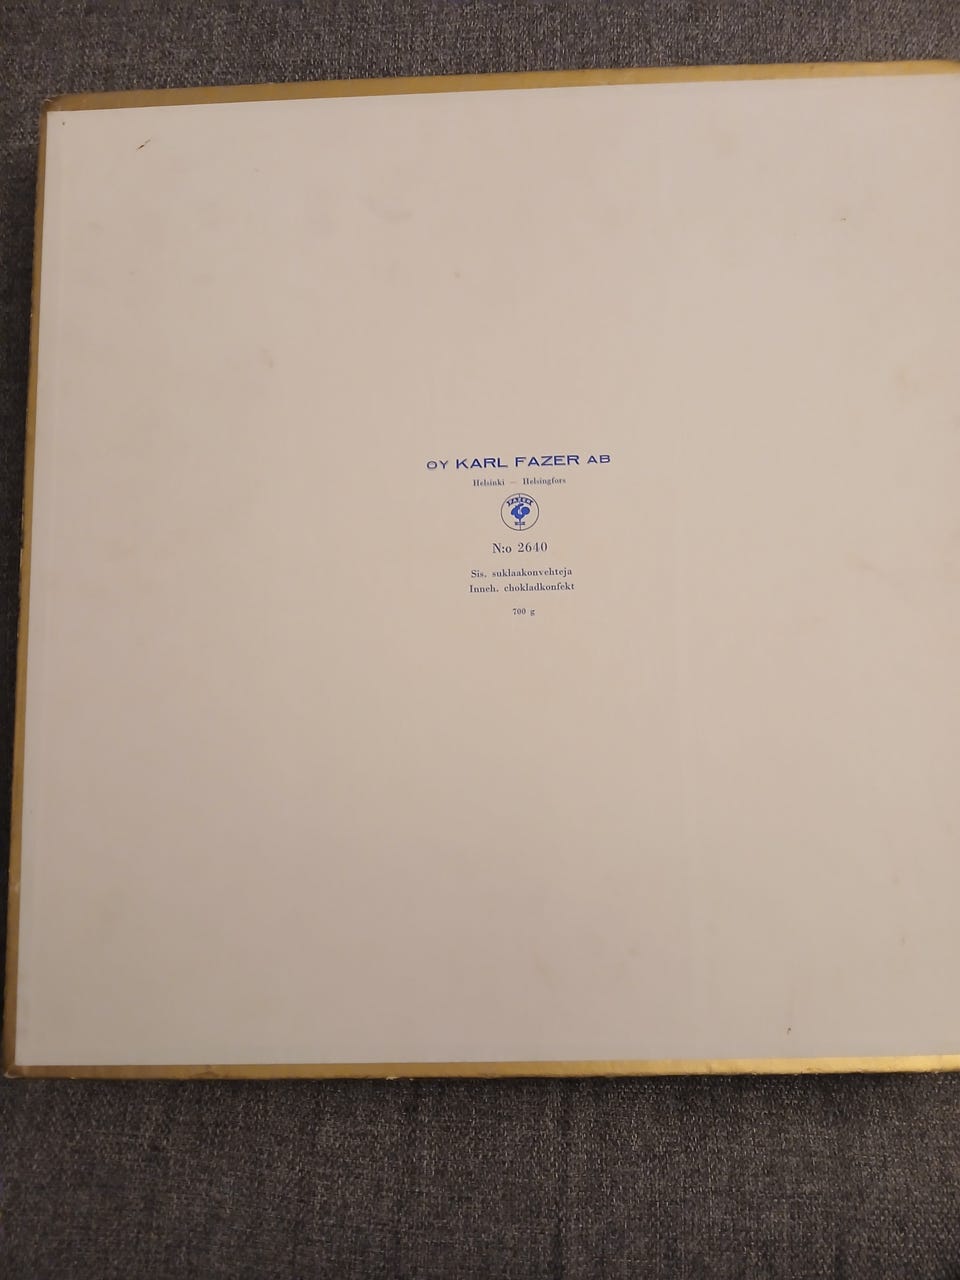 OY KARL FAZER AB
Helsinki — Helsingfors
FAZER
N:o 2640
Sis. suklaakonvehteja
Inneh. chokladkonfekt
700 g